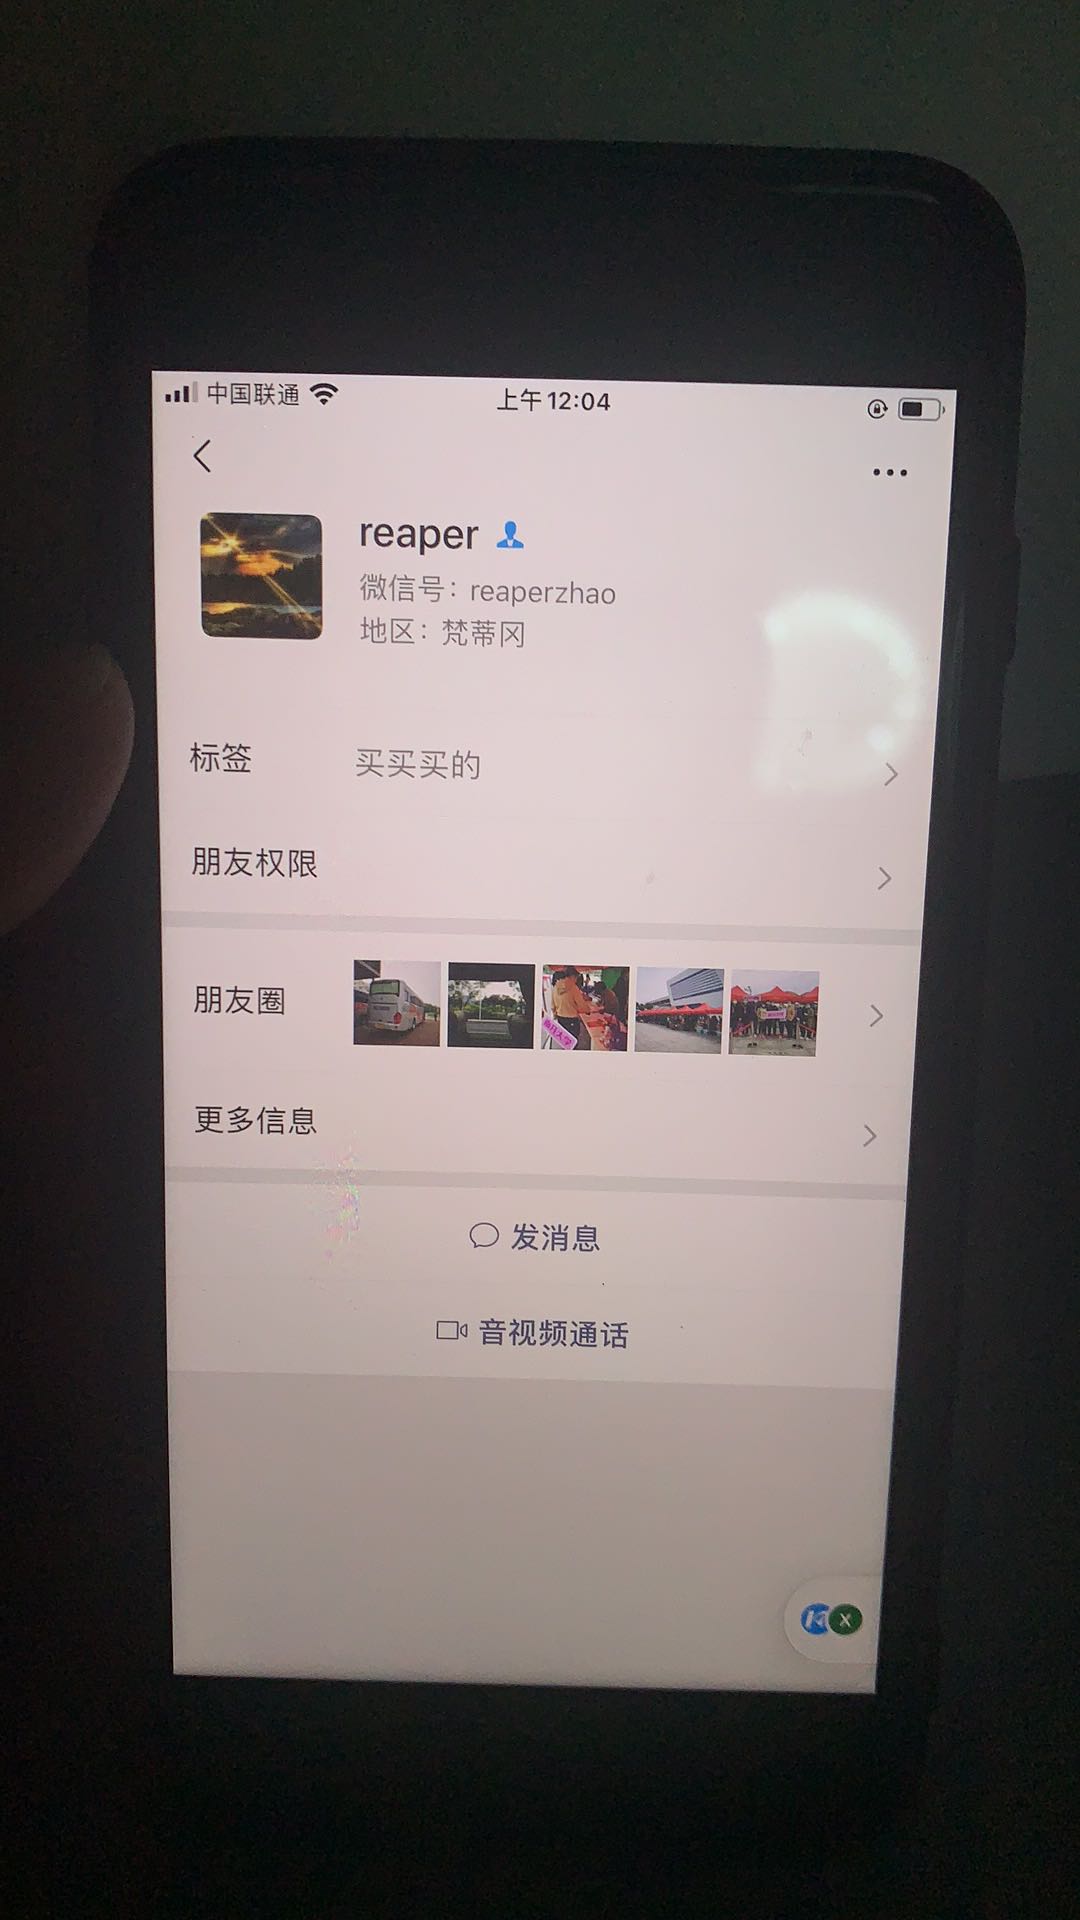 中国联通
上午12:04
reaper
微信号：reaperzhao
地区：梵蒂冈
标签 买买买的
朋友权限
朋友圈
更多信息
发消息
音视频通话
X